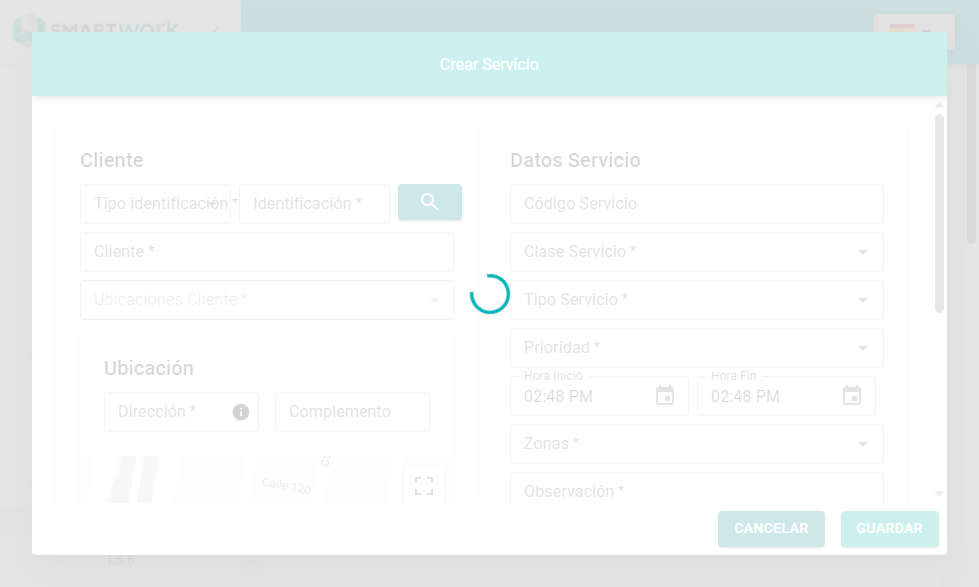 SMARTwork
Crear Servicio
Cliente
Tipo identificación *
Identificación *
Cliente *
Ubicaciones Cliente *
Ubicación
Dirección *
Complemento
Calle 120
Datos Servicio
Código Servicio
Clase Servicio *
Tipo Servicio *
Prioridad *
Hora Inicio
02:48 PM
Hora Fin
02:48 PM
Zonas *
Observación *
CANCELAR
GUARDAR
1.5.6